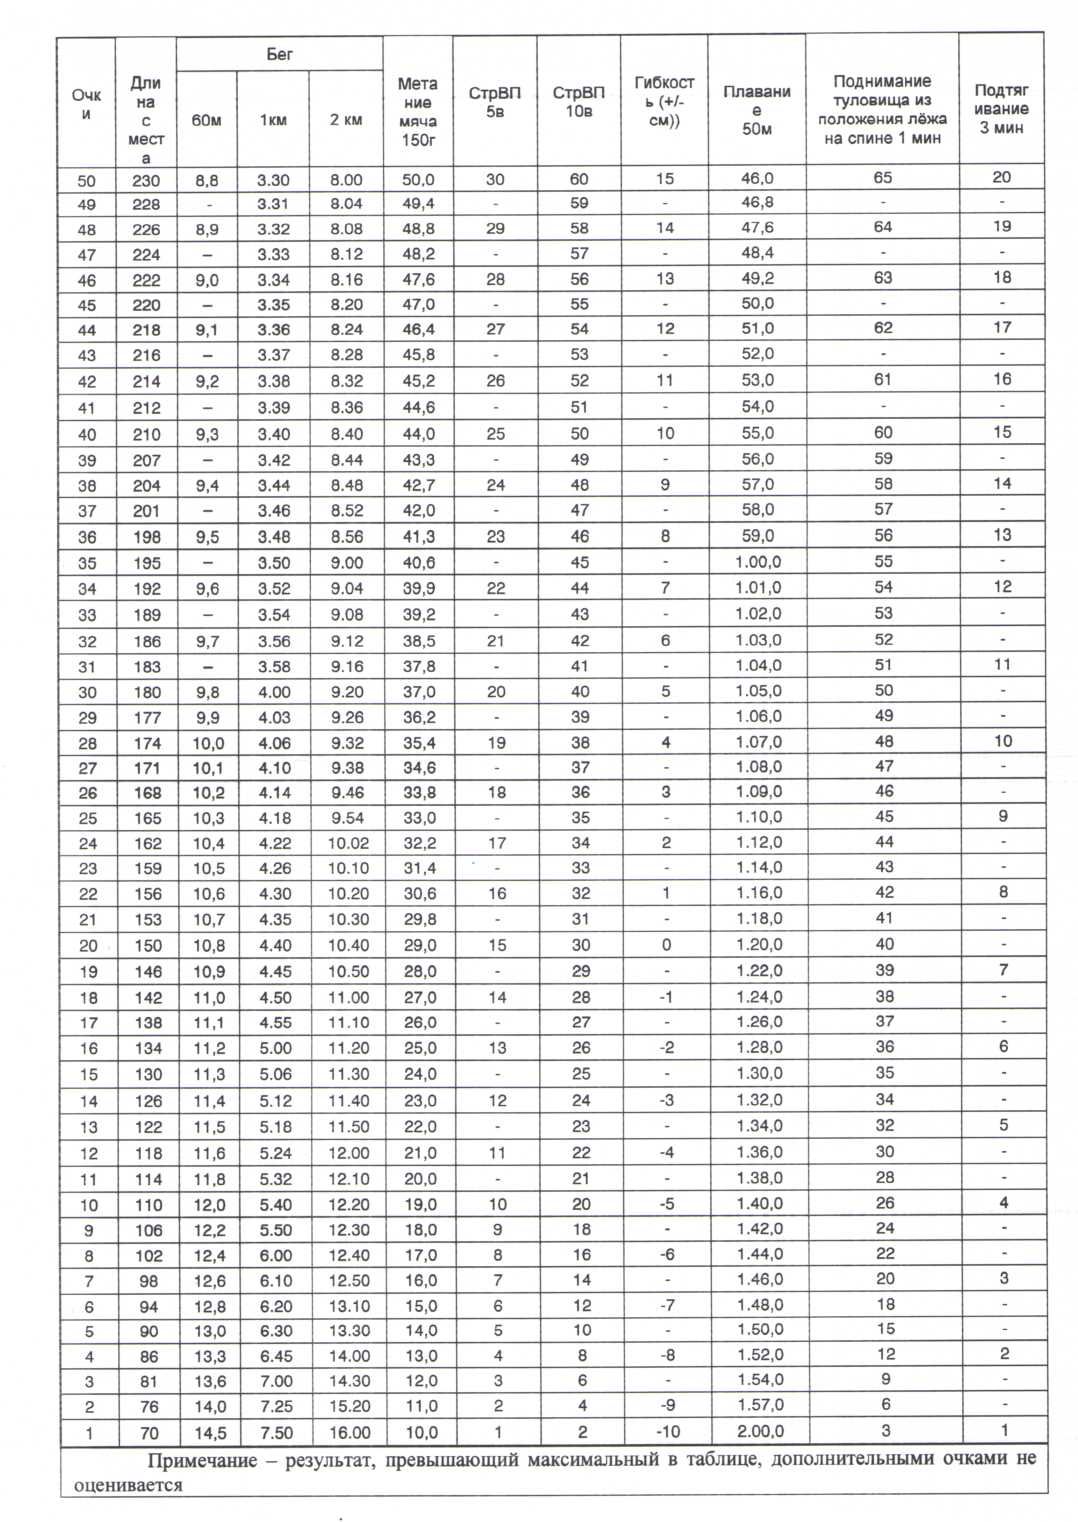 Очк
и
Дли
на
с
мест
а
Бег
60м 1км 2 км
Мета
ние
мяча
150г
СтрВП
5в
СтрВП
10в
Гибкост
ь (+/-
см))
Плавани
е
50м
Поднимание
туловища из
положения лёжа
на спине 1 мин
Подтяг
ивание
3 мин
50 230 8,8 3.30 8.00 50,0 30 60 15 46,0 65 20
49 228 - 3.31 8.04 49,4 - 59 - 46,8 - -
48 226 8,9 3.32 8.08 48,8 29 58 14 47,6 64 19
47 224 – 3.33 8.12 48,2 - 57 - 48,4 - -
46 222 9,0 3.34 8.16 47,6 28 56 13 49,2 63 18
45 220 – 3.35 8.20 47,0 - 55 - 50,0 - -
44 218 9,1 3.36 8.24 46,4 27 54 12 51,0 62 17
43 216 – 3.37 8.28 45,8 - 53 - 52,0 - -
42 214 9,2 3.38 8.32 45,2 26 52 11 53,0 61 16
41 212 – 3.39 8.36 44,6 - 51 - 54,0 - -
40 210 9,3 3.40 8.40 44,0 25 50 10 55,0 60 15
39 207 – 3.42 8.44 43,3 - 49 - 56,0 59 -
38 204 9,4 3.44 8.48 42,7 24 48 9 57,0 58 14
37 201 – 3.46 8.52 42,0 - 47 - 58,0 57 -
36 198 9,5 3.48 8.56 41,3 23 46 8 59,0 56 13
35 195 – 3.50 9.00 40,6 - 45 - 1.00,0 55 -
34 192 9,6 3.52 9.04 39,9 22 44 7 1.01,0 54 12
33 189 – 3.54 9.08 39,2 - 43 - 1.02,0 53 -
32 186 9,7 3.56 9.12 38,5 21 42 6 1.03,0 52 -
31 183 – 3.58 9.16 37,8 - 41 - 1.04,0 51 11
30 180 9,8 4.00 9.20 37,0 20 40 5 1.05,0 50 -
29 177 9,9 4.03 9.26 36,2 - 39 - 1.06,0 49 -
28 174 10,0 4.06 9.32 35,4 19 38 4 1.07,0 48 10
27 171 10,1 4.10 9.38 34,6 - 37 - 1.08,0 47 -
26 168 10,2 4.14 9.46 33,8 18 36 3 1.09,0 46 -
25 165 10,3 4.18 9.54 33,0 - 35 - 1.10,0 45 9
24 162 10,4 4.22 10.02 32,2 17 34 2 1.12,0 44 -
23 159 10,5 4.26 10.10 31,4 - 33 - 1.14,0 43 -
22 156 10,6 4.30 10.20 30,6 16 32 1 1.16,0 42 8
21 153 10,7 4.35 10.30 29,8 - 31 - 1.18,0 41 -
20 150 10,8 4.40 10.40 29,0 15 30 0 1.20,0 40 -
19 146 10,9 4.45 10.50 28,0 - 29 - 1.22,0 39 7
18 142 11,0 4.50 11.00 27,0 14 28 -1 1.24,0 38 -
17 138 11,1 4.55 11.10 26,0 - 27 - 1.26,0 37 -
16 134 11,2 5.00 11.20 25,0 13 26 -2 1.28,0 36 6
15 130 11,3 5.06 11.30 24,0 - 25 - 1.30,0 35 -
14 126 11,4 5.12 11.40 23,0 12 24 -3 1.32,0 34 -
13 122 11,5 5.18 11.50 22,0 - 23 - 1.34,0 32 5
12 118 11,6 5.24 12.00 21,0 11 22 -4 1.36,0 30 -
11 114 11,8 5.32 12.10 20,0 - 21 - 1.38,0 28 -
10 110 12,0 5.40 12.20 19,0 10 20 -5 1.40,0 26 4
9 106 12,2 5.50 12.30 18,0 9 18 - 1.42,0 24 -
8 102 12,4 6.00 12.40 17,0 8 16 -6 1.44,0 22 -
7 98 12,6 6.10 12.50 16,0 7 14 - 1.46,0 20 3
6 94 12,8 6.20 13.10 15,0 6 12 -7 1.48,0 18 -
5 90 13,0 6.30 13.30 14,0 5 10 - 1.50,0 15 -
4 86 13,3 6.45 14.00 13,0 4 8 -8 1.52,0 12 2
3 81 13,6 7.00 14.30 12,0 3 6 - 1.54,0 9 -
2 76 14,0 7.25 15.20 11,0 2 4 -9 1.57,0 6 -
1 70 14,5 7.50 16.00 10,0 1 2 -10 2.00,0 3 1
Примечание – результат, превышающий максимальный в таблице, дополнительными очками не
оценивается